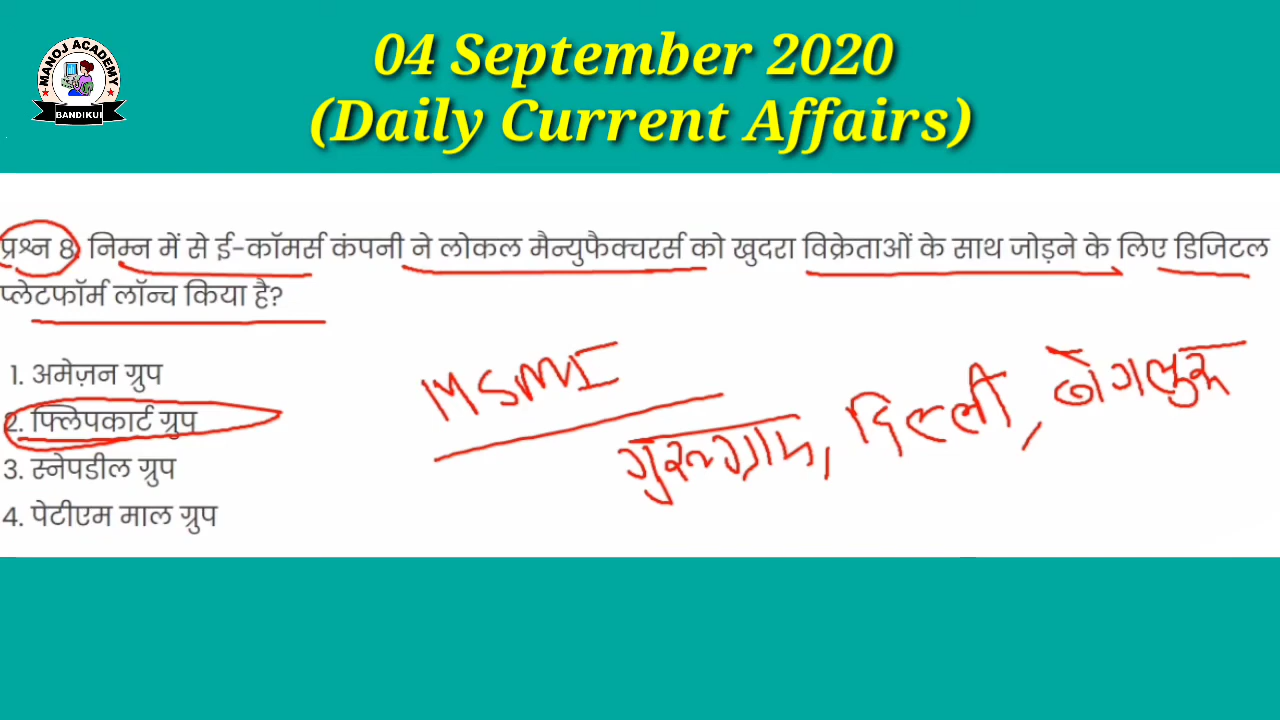 MANOJ ACADEMY
BANDIKUI
04 September 2020
(Daily Current Affairs)
प्रश्न 8. निम्न में से ई-कॉमर्स कंपनी ने लोकल मैन्युफैक्चरर्स को खुदरा विक्रेताओं के साथ जोड़ने के लिए डिजिटल
प्लेटफॉर्म लॉन्च किया है?
1. अमेज़न ग्रुप
2. फ्लिपकार्ट ग्रुप
3. स्नेपडील ग्रुप
4. पेटीएम माल ग्रुप
MSME
गुरूग्राम, दिल्ली, बेंगलुरू